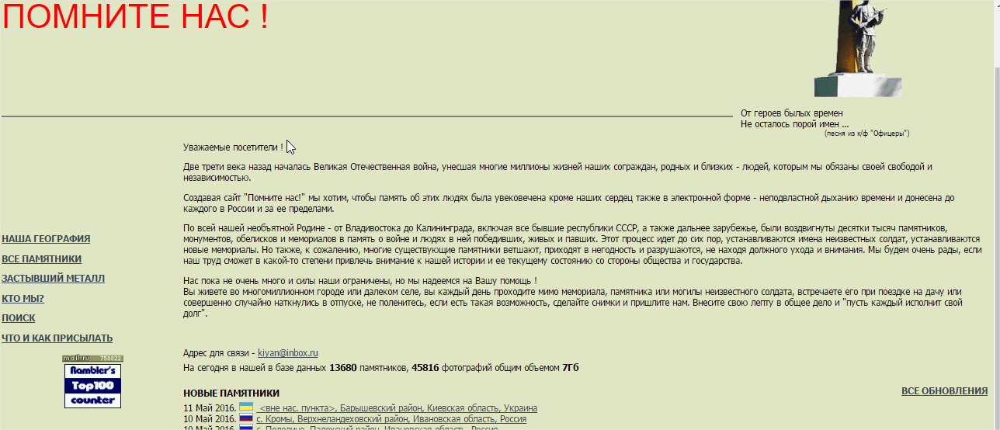 ПОМНИТЕ НАС !
От героев былых времен
Не осталось порой имен ...
(песня из к/ф "Офицеры")
Уважаемые посетители !
Две трети века назад началась Великая Отечественная война, унесшая многие миллионы жизней наших сограждан, родных и близких - людей, которым мы обязаны своей свободой и
независимостью.
Создавая сайт "Помните нас!" мы хотим, чтобы память об этих людях была увековечена кроме наших сердец также в электронной форме - неподвластной дыханию времени и донесена до
каждого в России и за ее пределами.
По всей нашей необъятной Родине - от Владивостока до Калининграда, включая все бывшие республики СССР, а также дальнее зарубежье, были воздвигнуты десятки тысяч памятников,
монументов, обелисков и мемориалов в память о войне и людях в ней победивших, живых и павших. Этот процесс идет до сих пор, устанавливаются имена неизвестных солдат, устанавливаются
новые мемориалы. Но также, к сожалению, многие существующие памятники ветшают, приходят в негодность и разрушаются, не находя должного ухода и внимания. Мы будем очень рады, если
наш труд сможет в какой-то степени привлечь внимание к нашей истории и ее текущему состоянию со стороны общества и государства.
Нас пока не очень много и силы наши ограничены, но мы надеемся на Вашу помощь !
Вы живете во многомиллионном городе или далеком селе, вы каждый день проходите мимо мемориала, памятника или могилы неизвестного солдата, встречаете его при поездке на дачу или
совершенно случайно наткнулись в отпуске, не поленитесь, если есть такая возможность, сделайте снимки и пришлите нам. Внесите свою лепту в общее дело и "пусть каждый исполнит свой
долг".
НАША ГЕОГРАФИЯ
ВСЕ ПАМЯТНИКИ
ЗАСТЫВШИЙ МЕТАЛЛ
КТО МЫ?
ПОИСК
ЧТО И КАК ПРИСЫЛАТЬ
mail.ru
Rambler's
Top100
counter
Адрес для связи - kiyan@inbox.ru
На сегодня в нашей в базе данных 13680 памятников, 45816 фотографий общим объемом 7Гб
НОВЫЕ ПАМЯТНИКИ
ВСЕ ОБНОВЛЕНИЯ
11 Май 2016. <вне нас. пункта>, Барышевский район, Киевская область, Украина
10 Май 2016. с. Кромы, Верхнеландеховский район, Ивановская область, Россия
10 Май 2016. Палехский район, Ивановская область, Россия